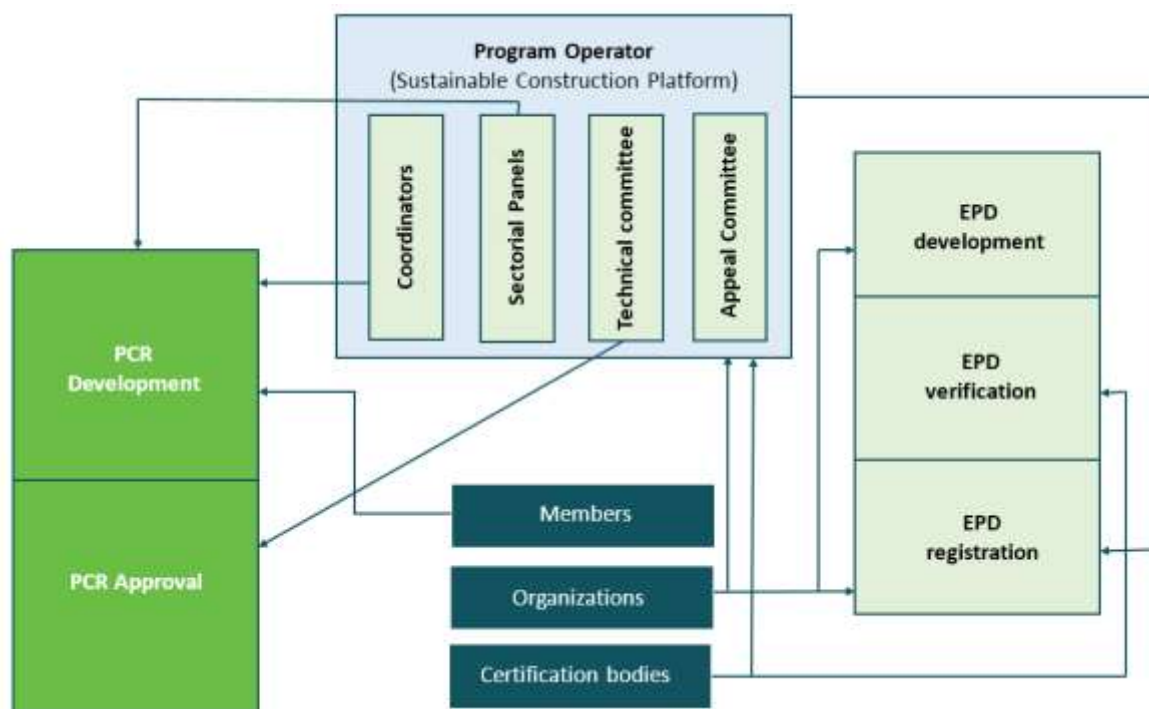 Program Operator
(Sustainable Construction Platform)
Coordinators
Sectorial Panels
Technical committee
Appeal Committee
PCR
Development
PCR Approval
Members
Organizations
Certification bodies
EPD
development
EPD
verification
EPD
registration